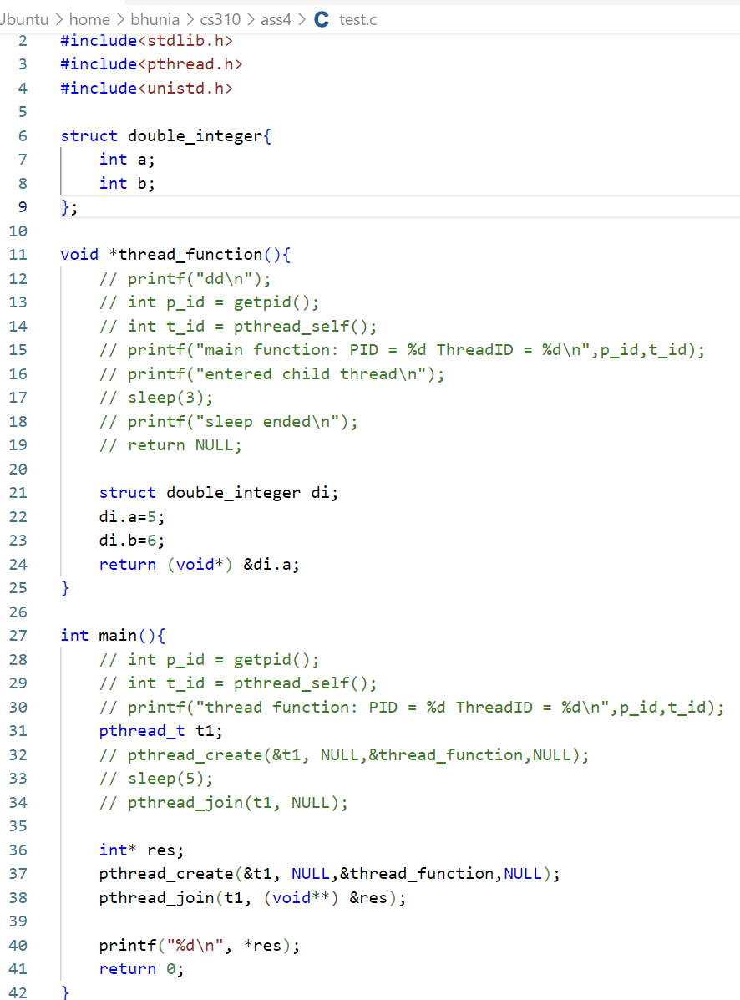 Ubuntu > home > bhunia > cs310 > ass4 > C test.c
2 #include<stdlib.h>
3 #include<pthread.h>
4 #include<unistd.h>
5
6 struct double_integer{
7     int a;
8     int b;
9 };
10
11 void *thread_function(){
12     // printf("dd\n");
13     // int p_id = getpid();
14     // int t_id = pthread_self();
15     // printf("main function: PID = %d ThreadID = %d\n",p_id,t_id);
16     // printf("entered child thread\n");
17     // sleep(3);
18     // printf("sleep ended\n");
19     // return NULL;
20
21     struct double_integer di;
22     di.a=5;
23     di.b=6;
24     return (void*) &di.a;
25 }
26
27 int main(){
28     // int p_id = getpid();
29     // int t_id = pthread_self();
30     // printf("thread function: PID = %d ThreadID = %d\n",p_id,t_id);
31     pthread_t t1;
32     // pthread_create(&t1, NULL,&thread_function,NULL);
33     // sleep(5);
34     // pthread_join(t1, NULL);
35
36     int* res;
37     pthread_create(&t1, NULL,&thread_function,NULL);
38     pthread_join(t1, (void**) &res);
39
40     printf("%d\n", *res);
41     return 0;
42 }